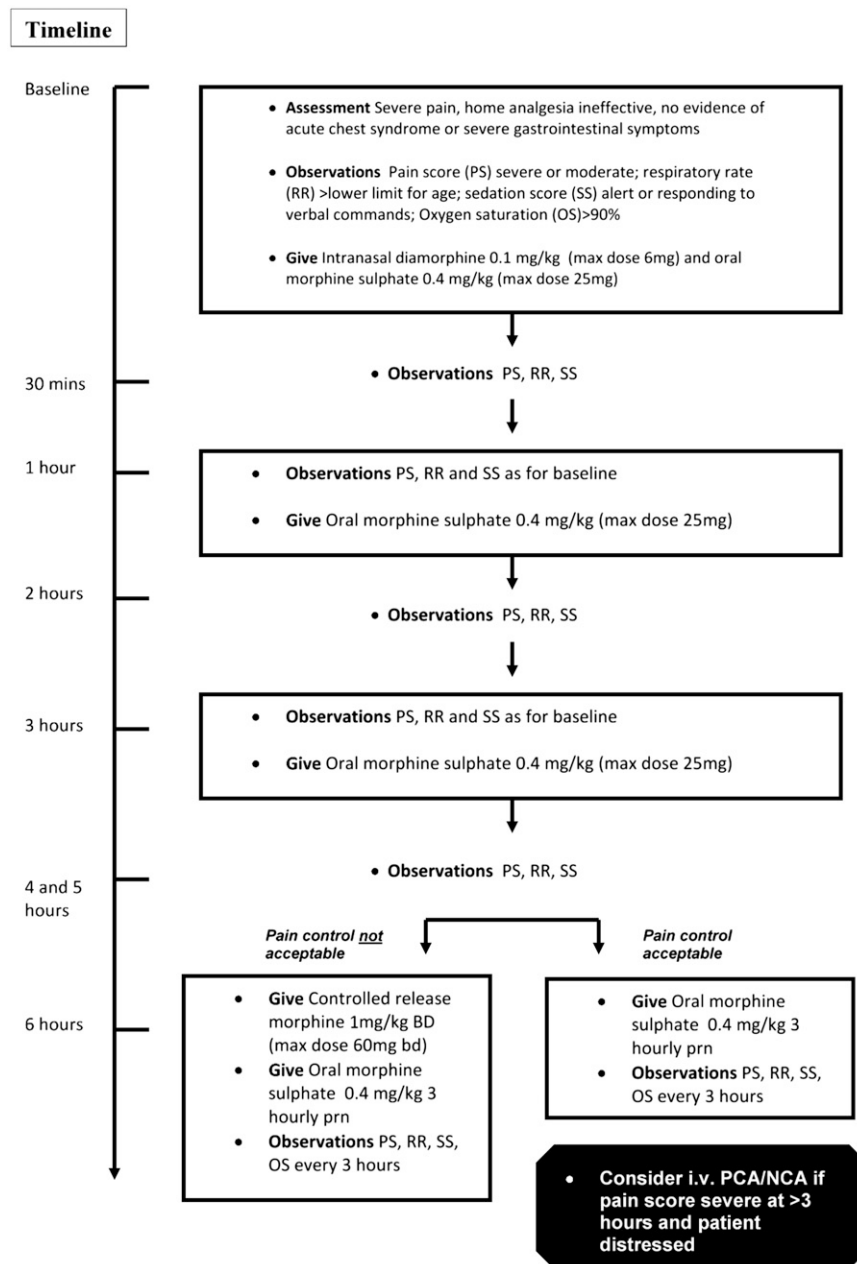 Timeline
Baseline
• Assessment Severe pain, home analgesia ineffective, no evidence of
acute chest syndrome or severe gastrointestinal symptoms
• Observations Pain score (PS) severe or moderate; respiratory rate
(RR) >lower limit for age; sedation score (SS) alert or responding to
verbal commands; Oxygen saturation (OS)>90%
• Give Intranasal diamorphine 0.1 mg/kg (max dose 6mg) and oral
morphine sulphate 0.4 mg/kg (max dose 25mg)
30 mins
• Observations PS, RR, SS
1 hour
• Observations PS, RR and SS as for baseline
• Give Oral morphine sulphate 0.4 mg/kg (max dose 25mg)
2 hours
• Observations PS, RR, SS
3 hours
• Observations PS, RR and SS as for baseline
• Give Oral morphine sulphate 0.4 mg/kg (max dose 25mg)
4 and 5
hours
• Observations PS, RR, SS
Pain control not
acceptable
Pain control
acceptable
6 hours
• Give Controlled release
morphine 1mg/kg BD
(max dose 60mg bd)
• Give Oral morphine
sulphate 0.4 mg/kg 3
hourly prn
• Observations PS, RR, SS,
OS every 3 hours
• Give Oral morphine
sulphate 0.4 mg/kg 3
hourly prn
• Observations PS, RR, SS,
OS every 3 hours
• Consider i.v. PCA/NCA if
pain score severe at >3
hours and patient
distressed